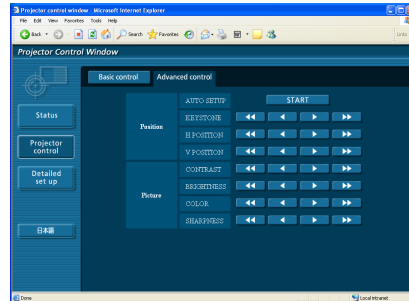 Projector control window - Microsoft Internet Explorer
File Edit View Favorites Tools Help
Back Search Favorites Links
Projector Control Window
Basic control Advanced control
Status
Projector control
Detailed set up
日本語
Position
AUTO SETUP START
KEYSTONE
H POSITION
V POSITION
Picture
CONTRAST
BRIGHTNESS
COLOR
SHARPNESS
Done Local intranet